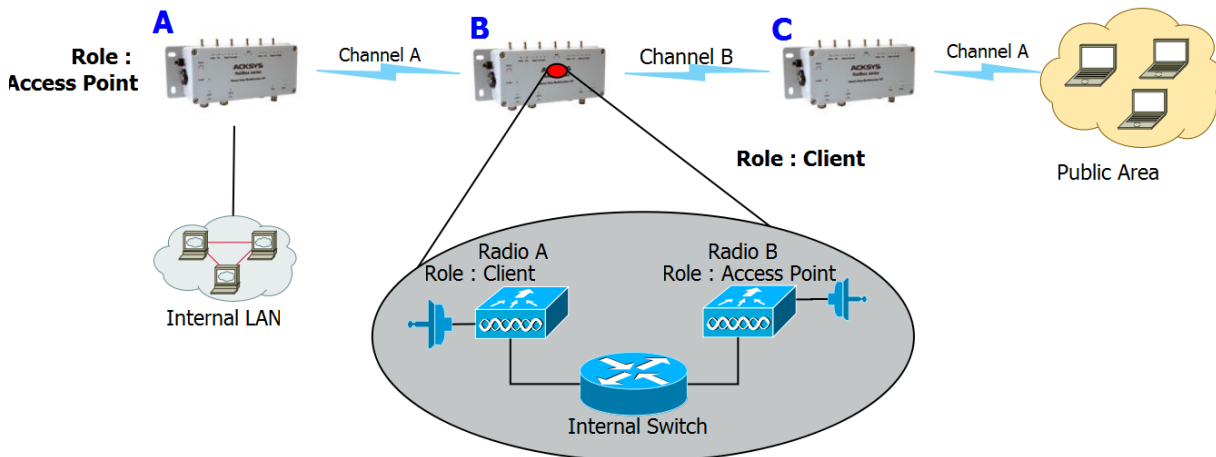 A
B
C
Role :
Access Point
Channel A
Channel B
Channel A
ACKSYS
ACKSYS
Role : Client
Public Area
Internal LAN
Radio A
Role : Client
Radio B
Role : Access Point
Internal Switch